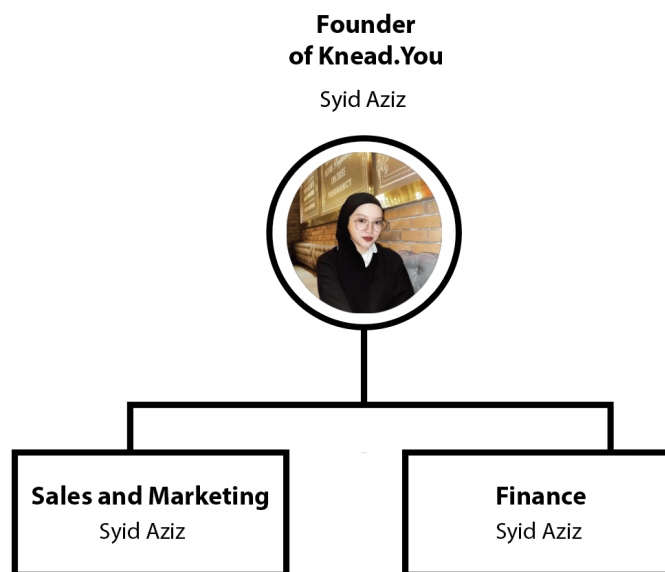 Founder
of Knead.You
Syid Aziz
Sales and Marketing
Syid Aziz
Finance
Syid Aziz